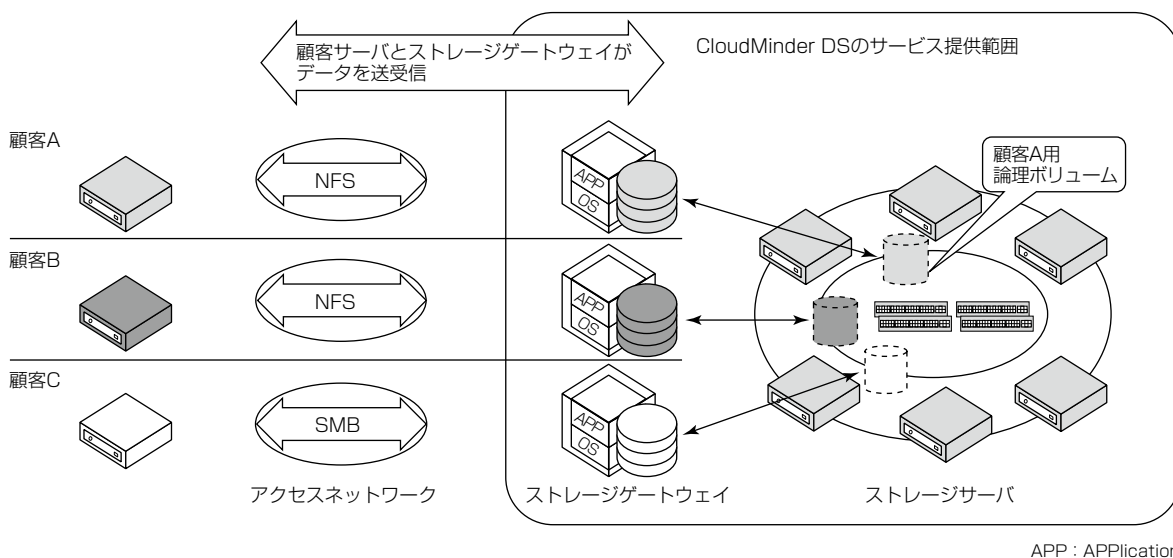 顧客サーバとストレージゲートウェイが
データを送受信
CloudMinder DSのサービス提供範囲
顧客A
NFS
APP
OS
顧客A用
論理ボリューム
顧客B
NFS
APP
OS
顧客C
SMB
APP
OS
アクセスネットワーク
ストレージゲートウェイ
ストレージサーバ
APP：APPlication